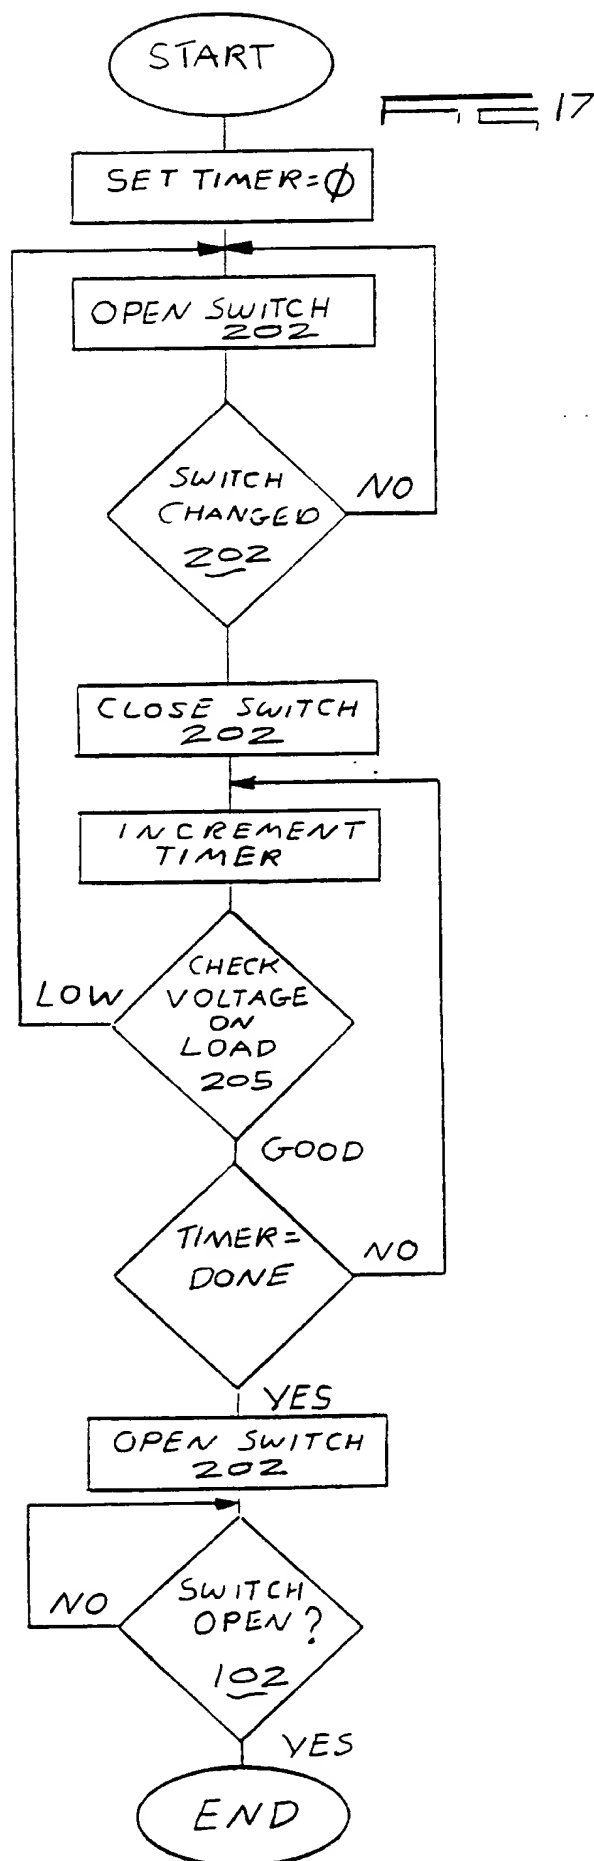 START
17
SET TIMER=Ø
OPEN SWITCH
202
SWITCH
CHANGED
202
NO
CLOSE SWITCH
202
INCREMENT
TIMER
CHECK
VOLTAGE
ON
LOAD
205
LOW
GOOD
TIMER=
DONE
NO
YES
OPEN SWITCH
202
SWITCH
OPEN?
102
NO
YES
END